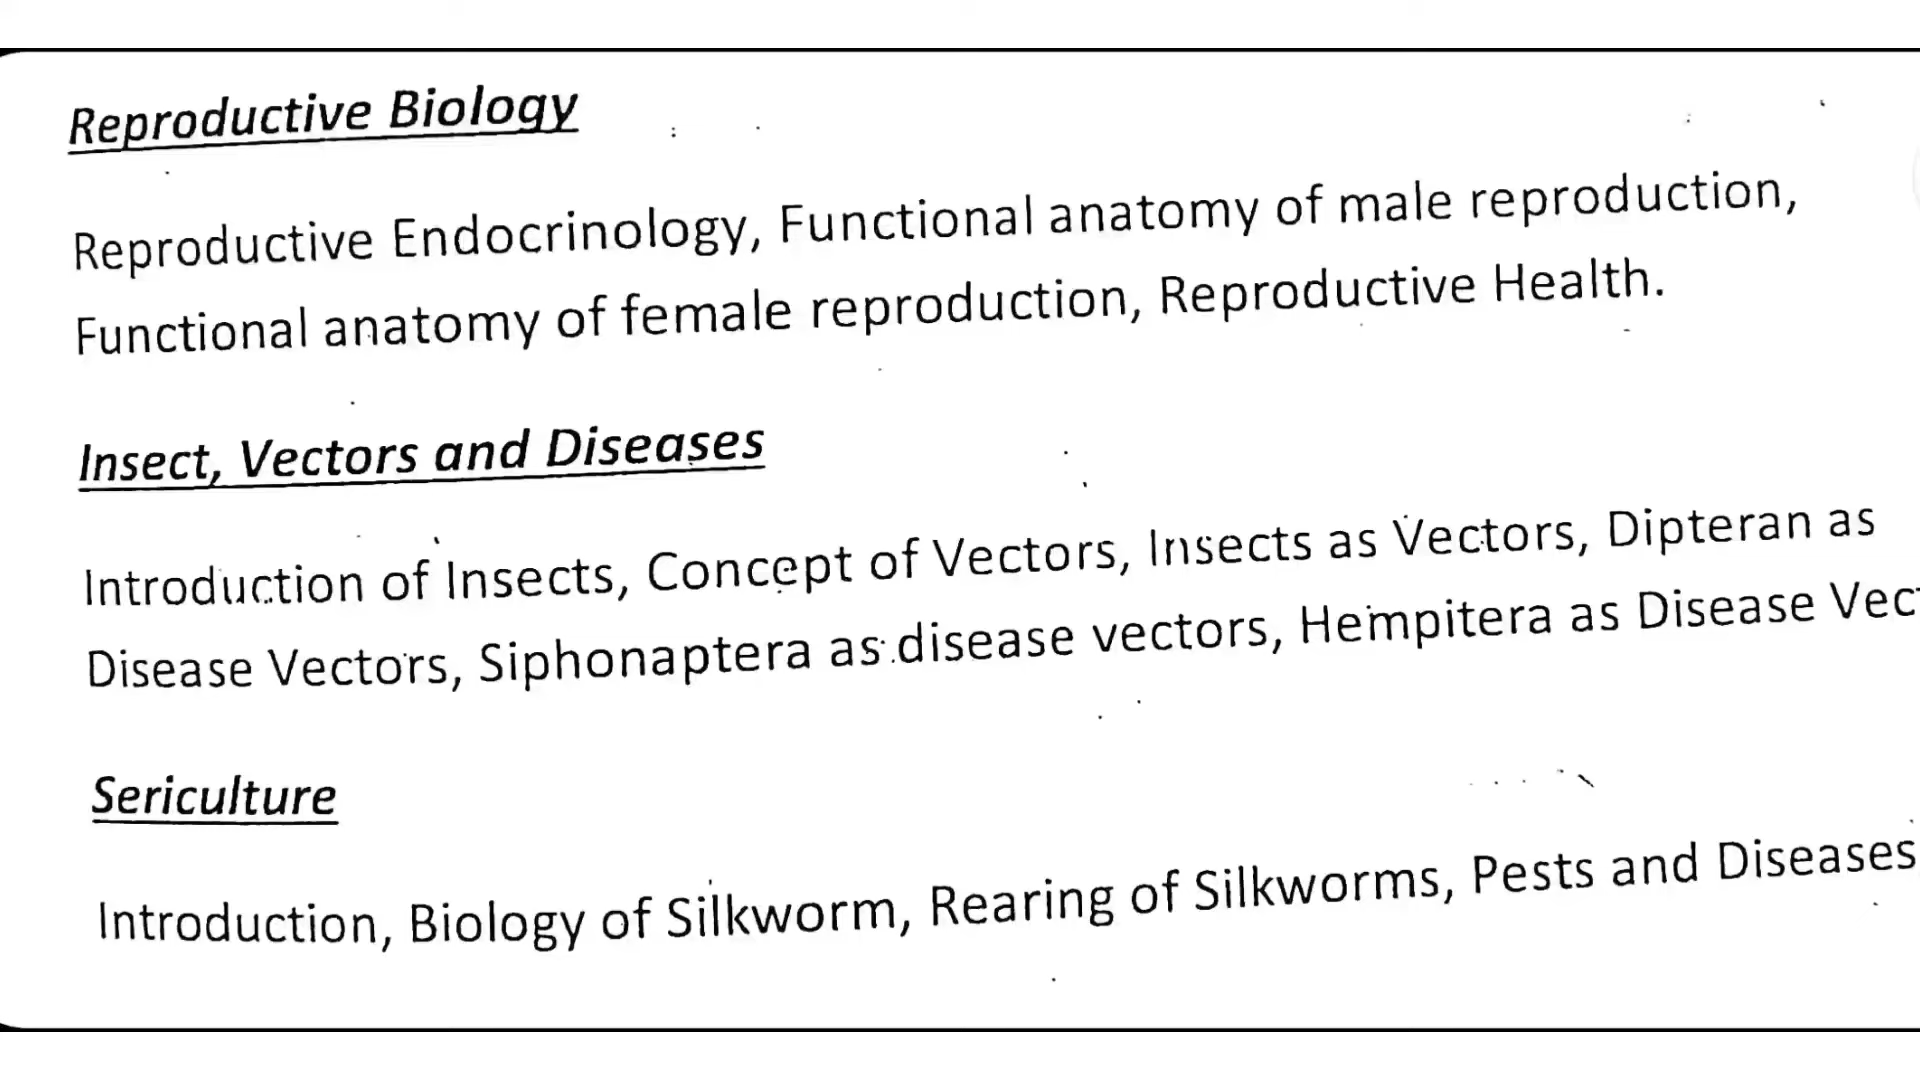 Reproductive Biology
Reproductive Endocrinology, Functional anatomy of male reproduction,
Functional anatomy of female reproduction, Reproductive Health.
Insect, Vectors and Diseases
Introduction of Insects, Concept of Vectors, Insects as Vectors, Dipteran as
Disease Vectors, Siphonaptera as disease vectors, Hempitera as Disease
Sericulture
Introduction, Biology of Silkworm, Rearing of Silkworms, Pests and Diseases